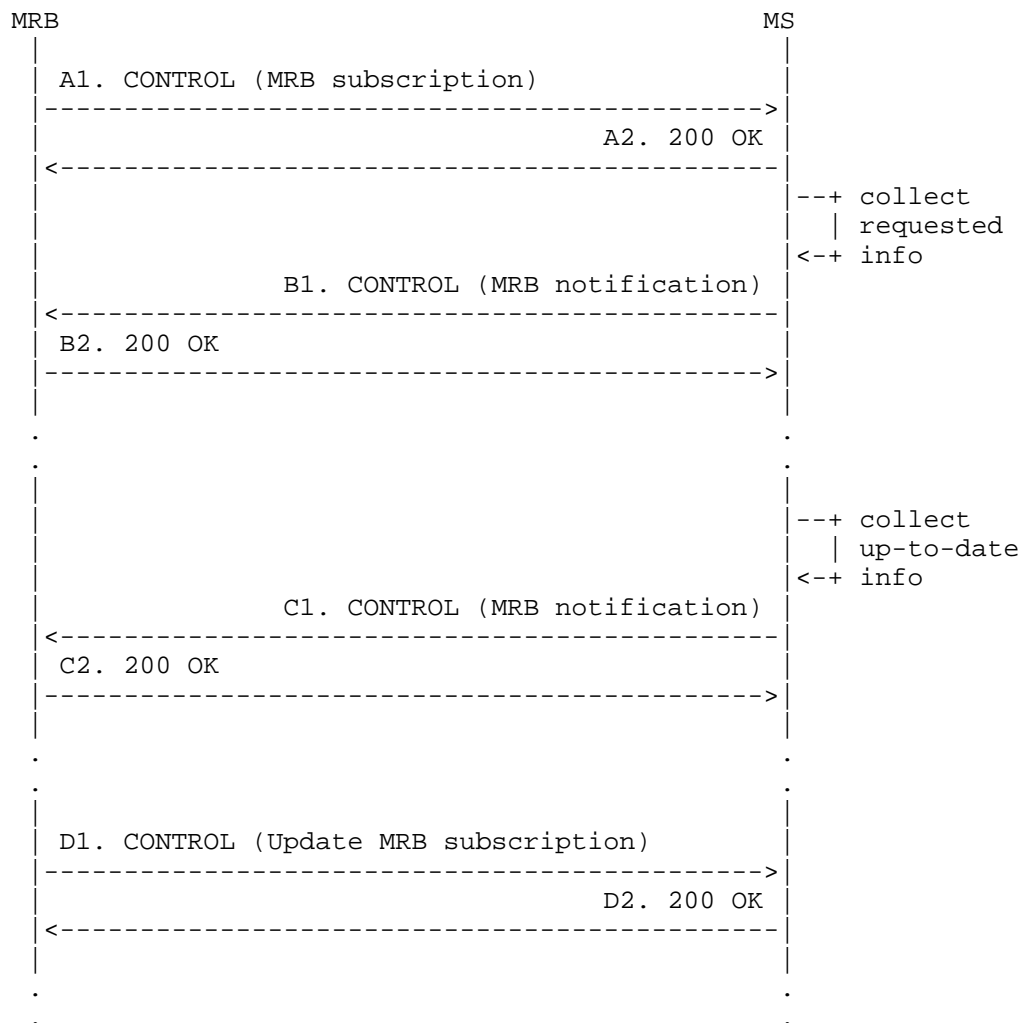 MRB MS
A1. CONTROL (MRB subscription)
A2. 200 OK
collect
requested
info
B1. CONTROL (MRB notification)
B2. 200 OK
collect
up-to-date
info
C1. CONTROL (MRB notification)
C2. 200 OK
D1. CONTROL (Update MRB subscription)
D2. 200 OK